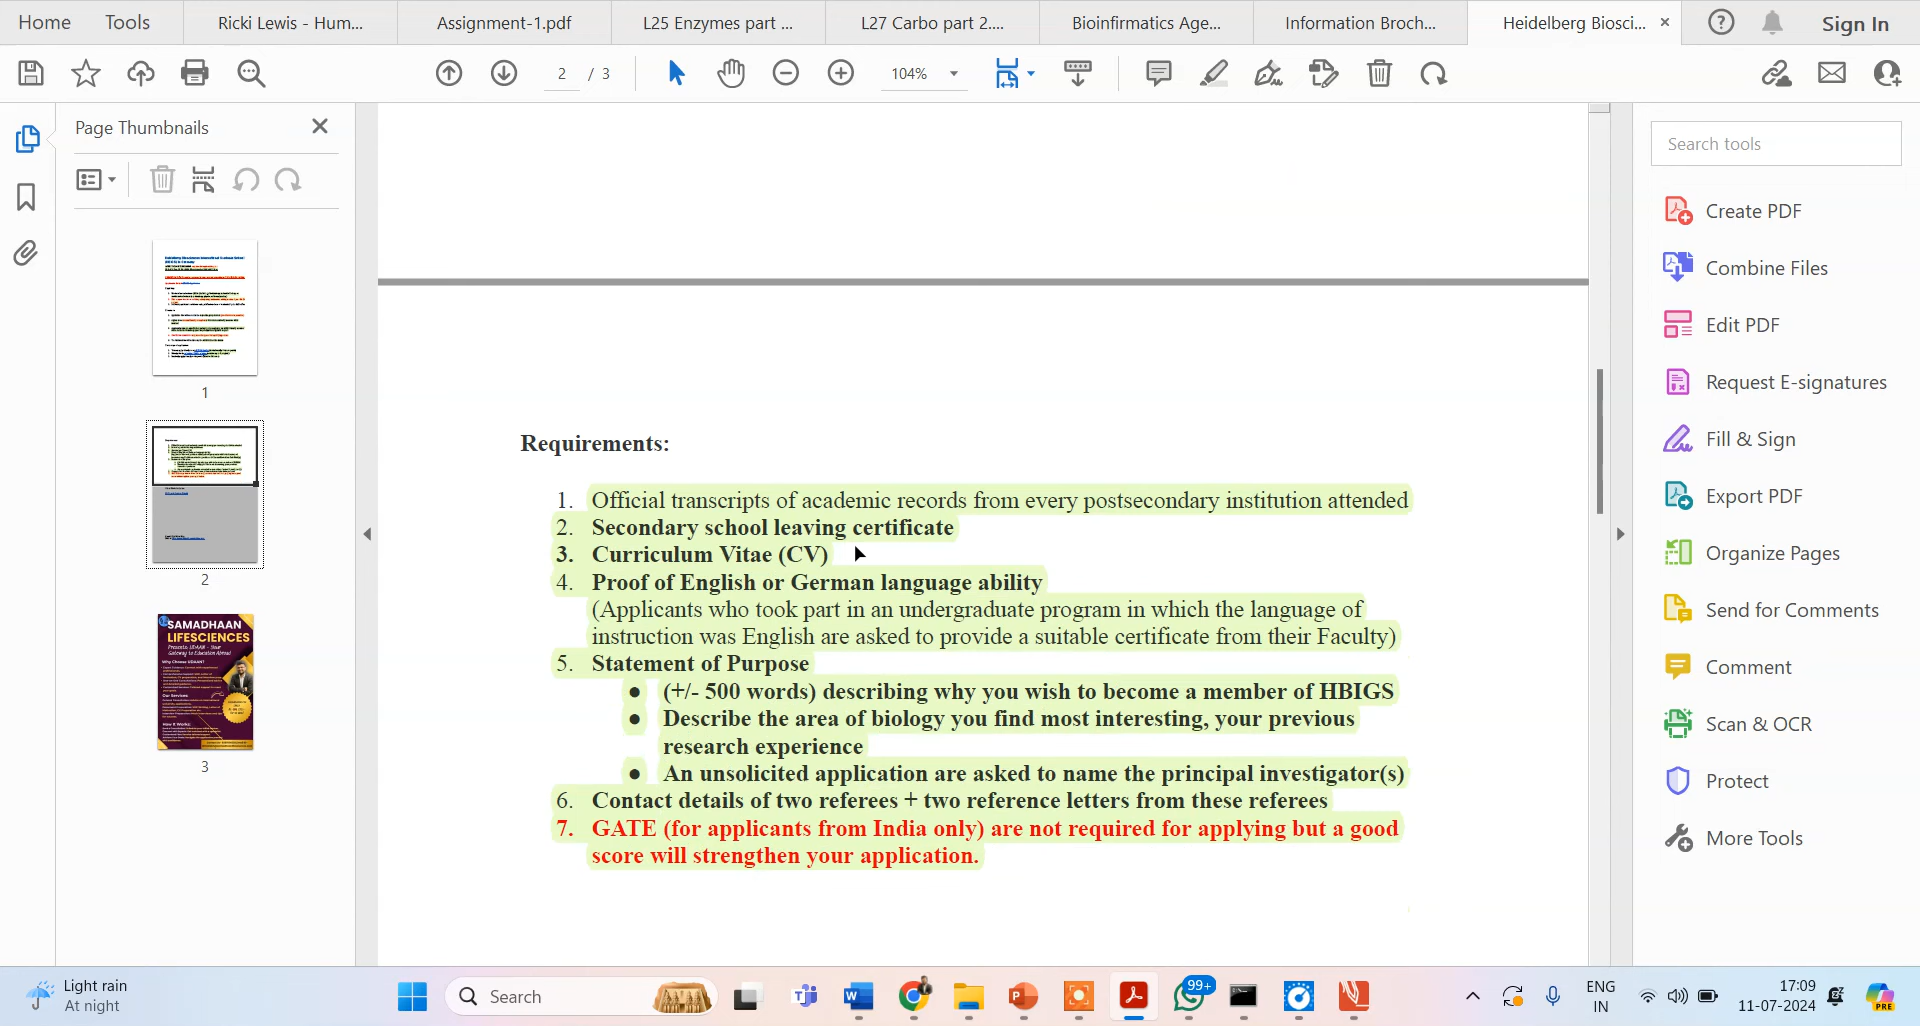 Home Tools Ricki Lewis - Hum... Assignment-1.pdf L25 Enzymes part ... L27 Carbo part 2.... Bioinfirmatics Age... Information Broch... Heidelberg Biosci... Sign In
2 / 3 104%
Page Thumbnails
Search tools
Create PDF
Combine Files
Edit PDF
Request E-signatures
Fill & Sign
Export PDF
Organize Pages
Send for Comments
Comment
Scan & OCR
Protect
More Tools
1
2
SAMADHAAN
LIFESCIENCES
3
Requirements:
1. Official transcripts of academic records from every postsecondary institution attended
2. Secondary school leaving certificate
3. Curriculum Vitae (CV)
4. Proof of English or German language ability
(Applicants who took part in an undergraduate program in which the language of
instruction was English are asked to provide a suitable certificate from their Faculty)
5. Statement of Purpose
● (+/- 500 words) describing why you wish to become a member of HBIGS
● Describe the area of biology you find most interesting, your previous
research experience
● An unsolicited application are asked to name the principal investigator(s)
6. Contact details of two referees + two reference letters from these referees
7. GATE (for applicants from India only) are not required for applying but a good
score will strengthen your application.
Light rain
At night
Search
99+
ENG
IN
17:09
11-07-2024
PRE